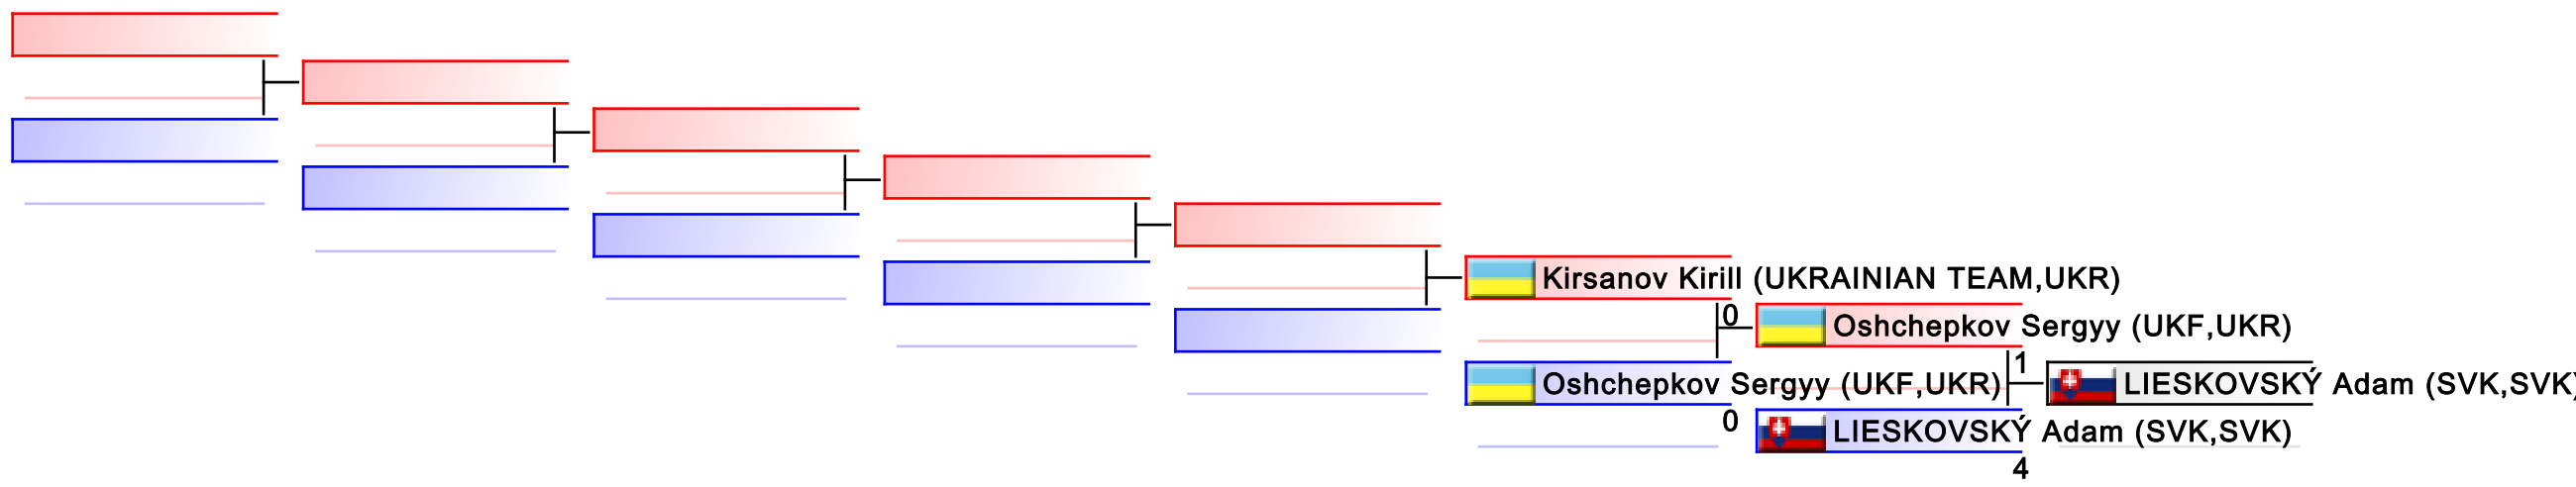 Kirsanov Kirill (UKRAINIAN TEAM,UKR)
0
Oshchepkov Sergyy (UKF,UKR)
Oshchepkov Sergyy (UKF,UKR)
0
1
LIESKOVSKÝ Adam (SVK,SVK)
4
LIESKOVSKÝ Adam (SVK,SVK)